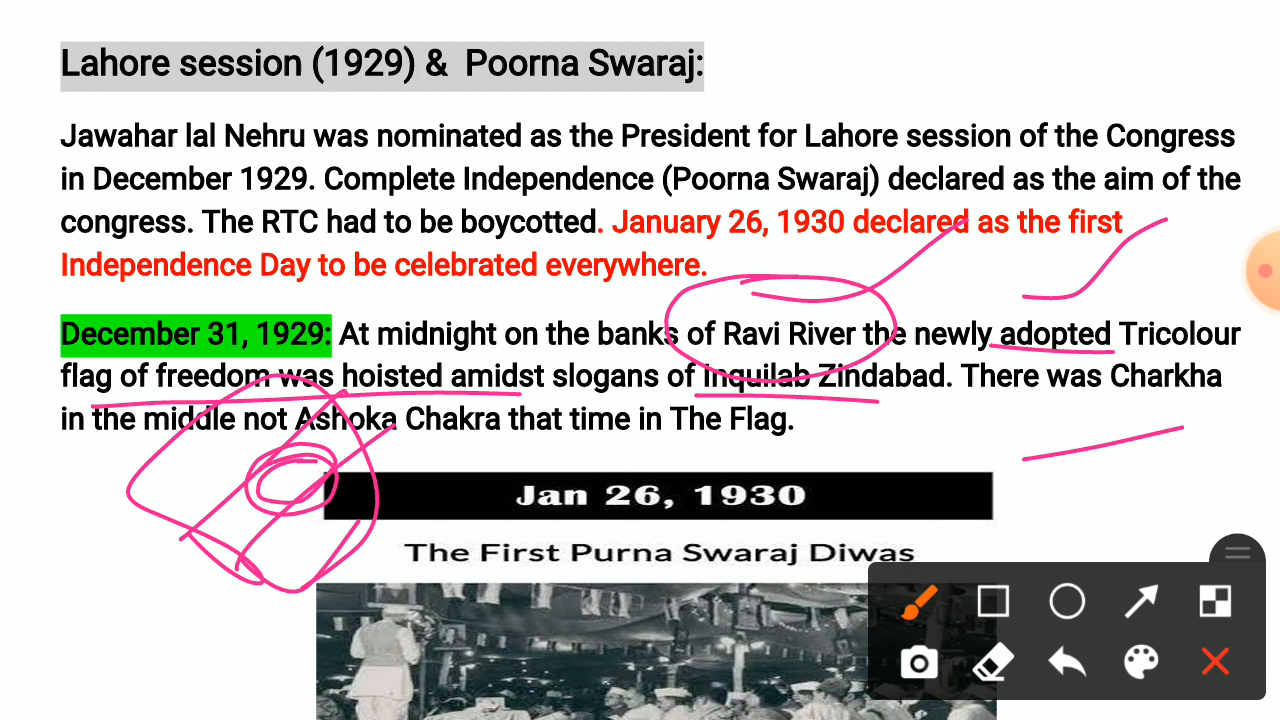 Lahore session (1929) & Poorna Swaraj:
Jawahar lal Nehru was nominated as the President for Lahore session of the Congress
in December 1929. Complete Independence (Poorna Swaraj) declared as the aim of the
congress. The RTC had to be boycotted. January 26, 1930 declared as the first
Independence Day to be celebrated everywhere.
December 31, 1929: At midnight on the banks of Ravi River the newly adopted Tricolour
flag of freedom was hoisted amidst slogans of Inquilab Zindabad. There was Charkha
in the middle not Ashoka Chakra that time in The Flag.
Jan 26, 1930
The First Purna Swaraj Diwas